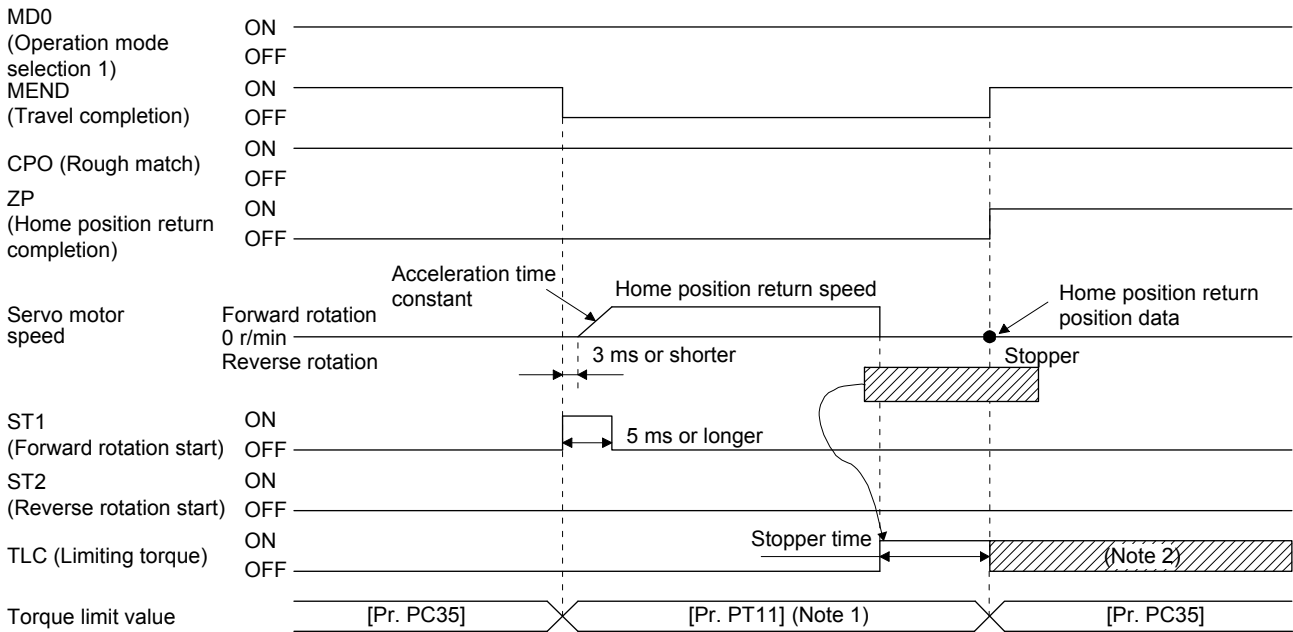 MD0
(Operation mode
selection 1)
ON
OFF
MEND
(Travel completion)
ON
OFF
CPO (Rough match)
ON
OFF
ZP
(Home position return
completion)
ON
OFF
Acceleration time
constant
Home position return speed
Home position return
position data
Servo motor
speed
Forward rotation
0 r/min
Reverse rotation
3 ms or shorter
Stopper
ST1
(Forward rotation start)
ON
OFF
5 ms or longer
ST2
(Reverse rotation start)
ON
OFF
TLC (Limiting torque)
ON
OFF
Stopper time
(Note 2)
Torque limit value
[Pr. PC35]
[Pr. PT11] (Note 1)
[Pr. PC35]